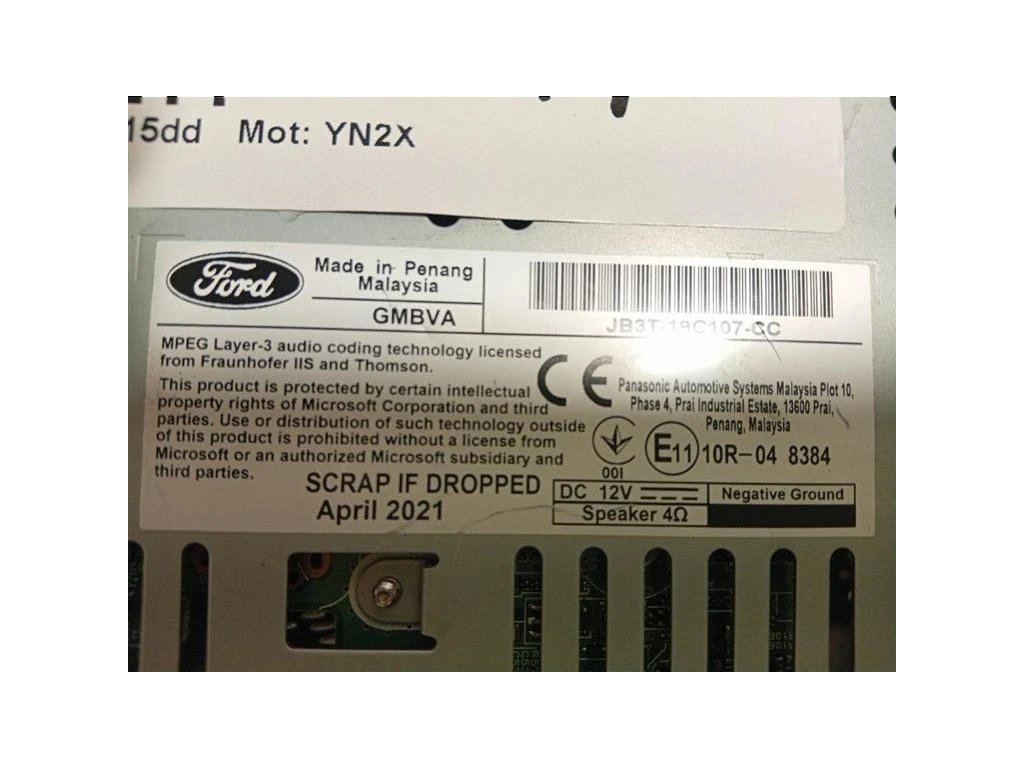 15dd Mot: YN2X
Ford
Made in Penang
Malaysia
GMBVA
JB3T-19C107-CC
MPEG Layer-3 audio coding technology licensed
from Fraunhofer IIS and Thomson.
This product is protected by certain intellectual
property rights of Microsoft Corporation and third
parties. Use or distribution of such technology outside
of this product is prohibited without a license from
Microsoft or an authorized Microsoft subsidiary and
third parties.
SCRAP IF DROPPED
April 2021
CE
Panasonic Automotive Systems Malaysia Plot 10,
Phase 4, Prai Industrial Estate, 13600 Prai,
Penang, Malaysia
001
E11 10R-04 8384
DC 12V
Negative Ground
Speaker 4Ω